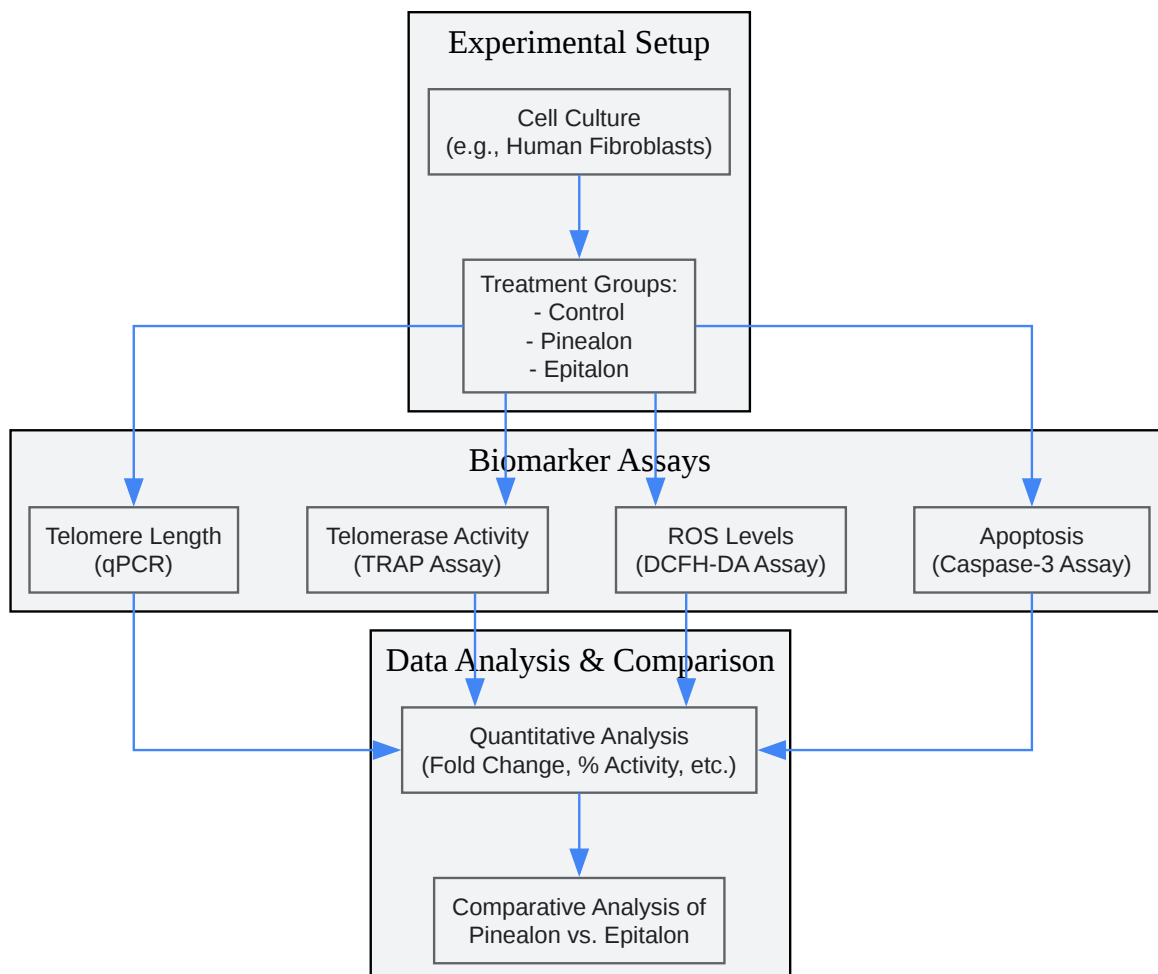 Experimental Setup
Cell Culture
(e.g., Human Fibroblasts)
Treatment Groups:
- Control
- Pinealon
- Epitalon
Biomarker Assays
Telomere Length
(qPCR)
Telomerase Activity
(TRAP Assay)
ROS Levels
(DCFH-DA Assay)
Apoptosis
(Caspase-3 Assay)
Data Analysis & Comparison
Quantitative Analysis
(Fold Change, % Activity, etc.)
Comparative Analysis of
Pinealon vs. Epitalon